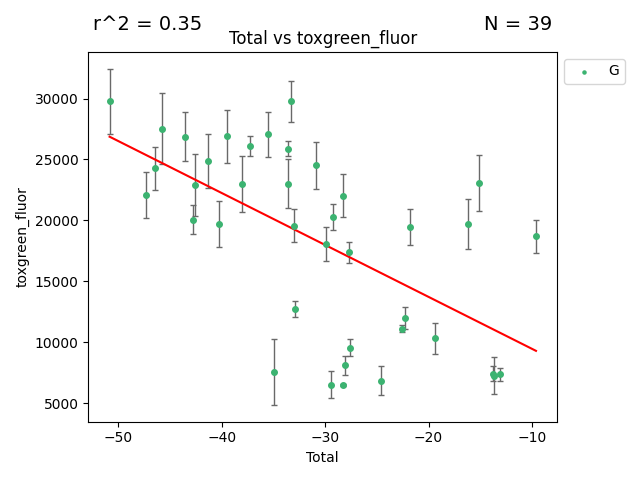 r^2 = 0.35
N = 39
Total vs toxgreen_fluor
G
30000
25000
20000
15000
10000
5000
toxgreen_fluor
−50
−40
−30
−20
−10
Total